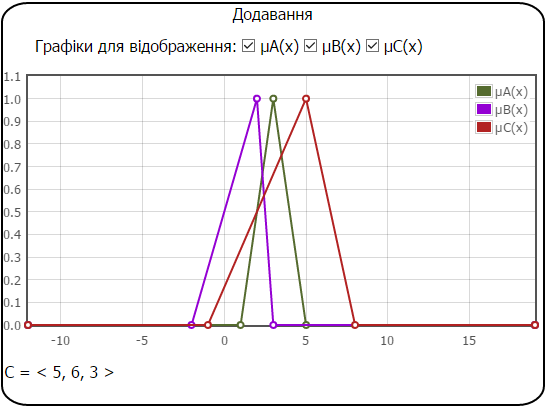 Додавання
Графіки для відображення: μA(x) μB(x) μC(x)
1.1
1.0
0.9
0.8
0.7
0.6
0.5
0.4
0.3
0.2
0.1
0.0
μA(x)
μB(x)
μC(x)
-10 -5 0 5 10 15
C = < 5, 6, 3 >